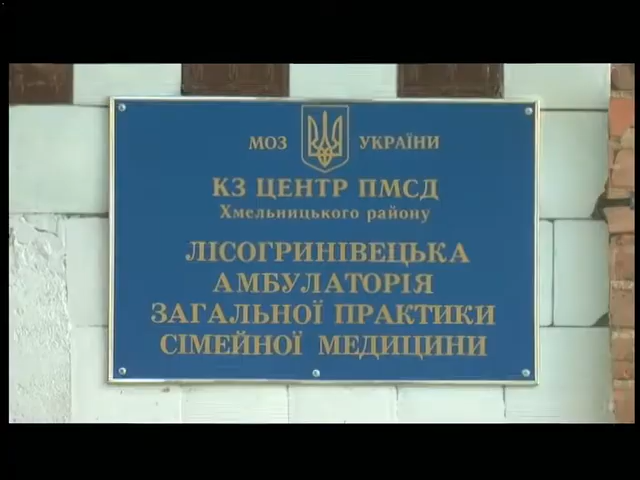 МОЗ УКРАЇНИ
КЗ ЦЕНТР ПМСД
Хмельницького району
ЛІСОГРИНІВЕЦЬКА
АМБУЛАТОРІЯ
ЗАГАЛЬНОЇ ПРАКТИКИ
СІМЕЙНОЇ МЕДИЦИНИ